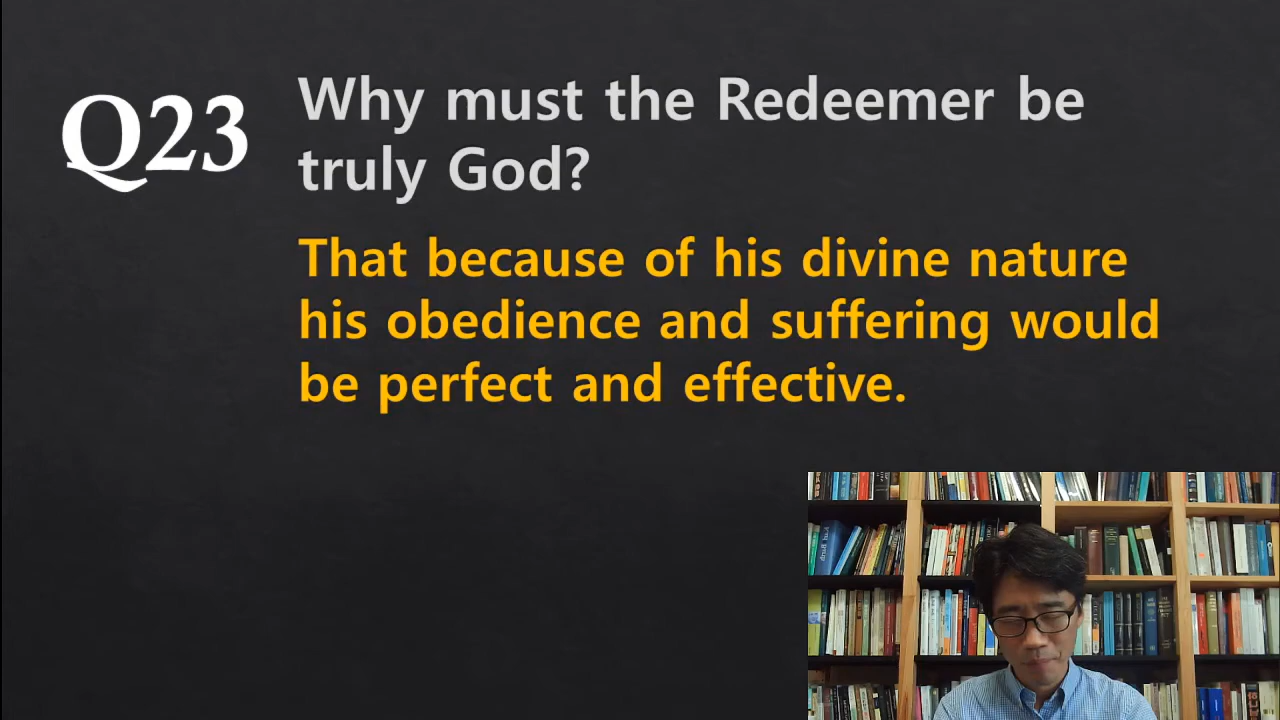 Q23
Why must the Redeemer be
truly God?
That because of his divine nature
his obedience and suffering would
be perfect and effective.